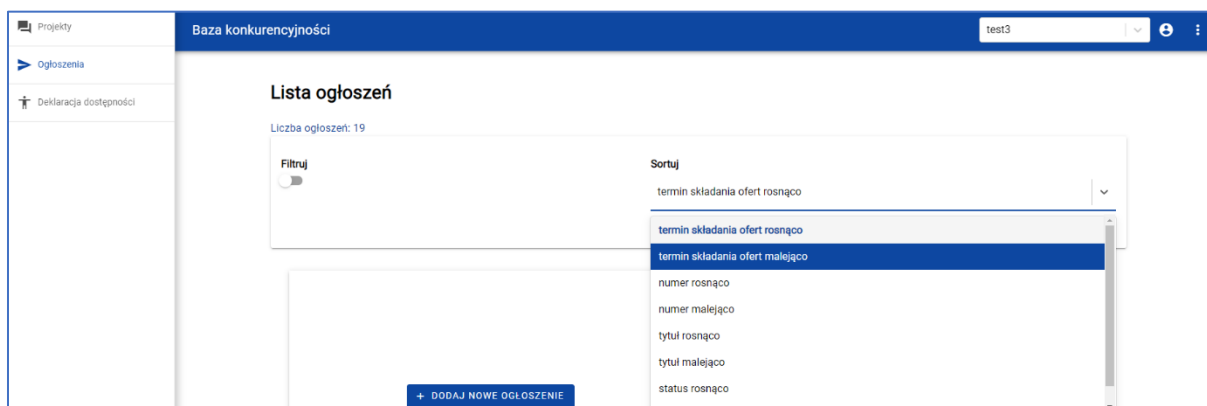 Projekty
Ogłoszenia
Deklaracja dostępności
Baza konkurencyjności
test3
Lista ogłoszeń
Liczba ogłoszeń: 19
Filtruj
Sortuj
termin składania ofert rosnąco
termin składania ofert rosnąco
termin składania ofert malejąco
numer rosnąco
numer malejąco
tytuł rosnąco
tytuł malejąco
status rosnąco
+ DODAJ NOWE OGŁOSZENIE